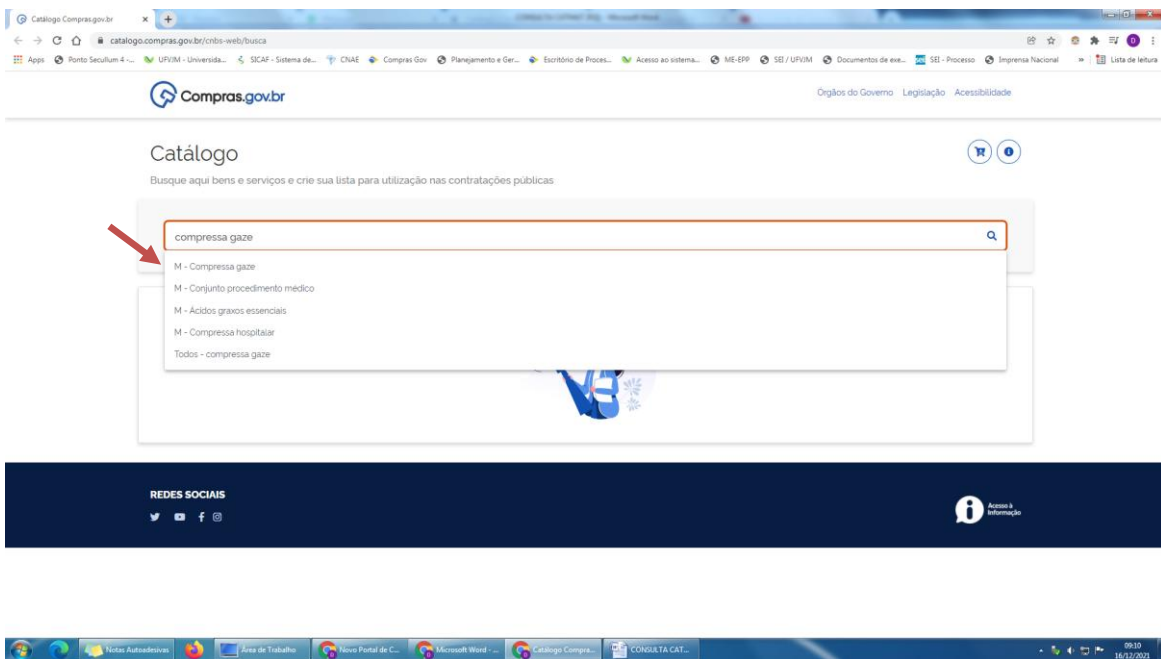 Catálogo Compras.gov.br
catalogo.compras.gov.br/cnbs-web/busca
Apps Ponto Secullum 4 -... UFVJM - Universida... SICAF - Sistema de... CNAE Compras Gov Planejamento e Ger... Escritório de Proces... Acesso ao sistema... ME-EPP SEI / UFVJM Documentos de exe... SEI - Processo Imprensa Nacional » Lista de leitura
Compras.gov.br
Órgãos do Governo Legislação Acessibilidade
Catálogo
Busque aqui bens e serviços e crie sua lista para utilização nas contratações públicas
compressa gaze
M - Compressa gaze
M - Conjunto procedimento médico
M - Ácidos graxos essenciais
M - Compressa hospitalar
Todos - compressa gaze
REDES SOCIAIS
Acesso à
Informação
Notas Autoadesivas Área de Trabalho Novo Portal de C... Microsoft Word - ... Catálogo Compra... CONSULTA CAT...
09:10
16/12/2021